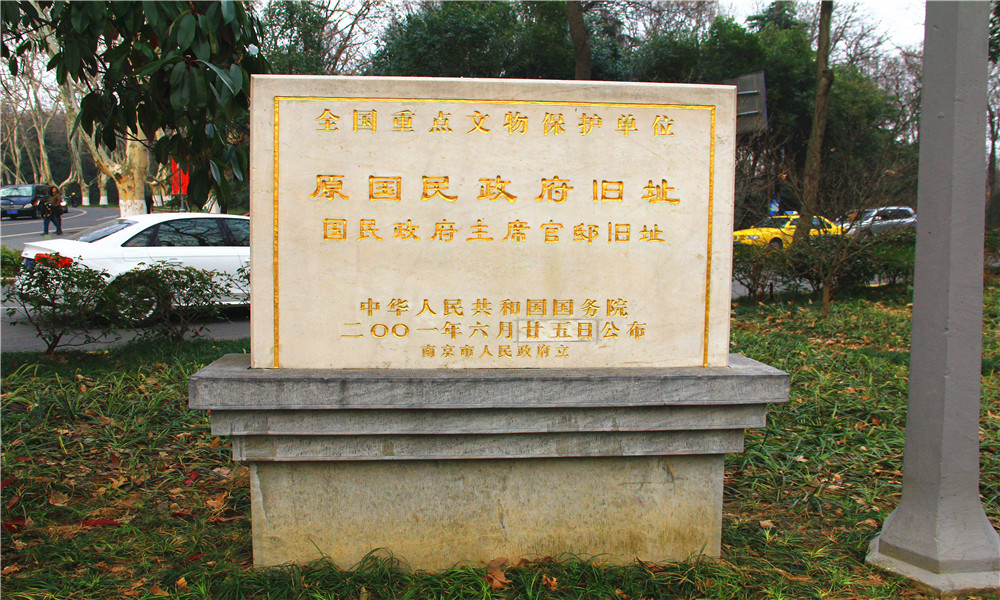 全国重点文物保护单位
原国民政府旧址
国民政府主席官邸旧址
中华人民共和国国务院
二〇〇一年六月廿五日公布
南京市人民政府立